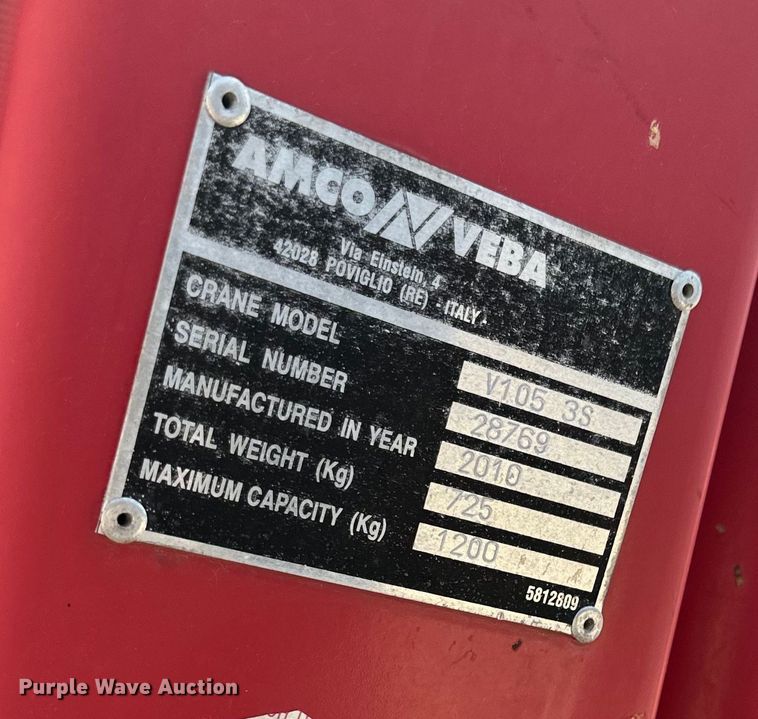 AMCO VEBA
Via Einstein, 4
42028 POVIGLIO (RE) - ITALY
CRANE MODEL V105 3S
SERIAL NUMBER 28769
MANUFACTURED IN YEAR 2010
TOTAL WEIGHT (Kg) 725
MAXIMUM CAPACITY (Kg) 1200
5812809
Purple Wave Auction